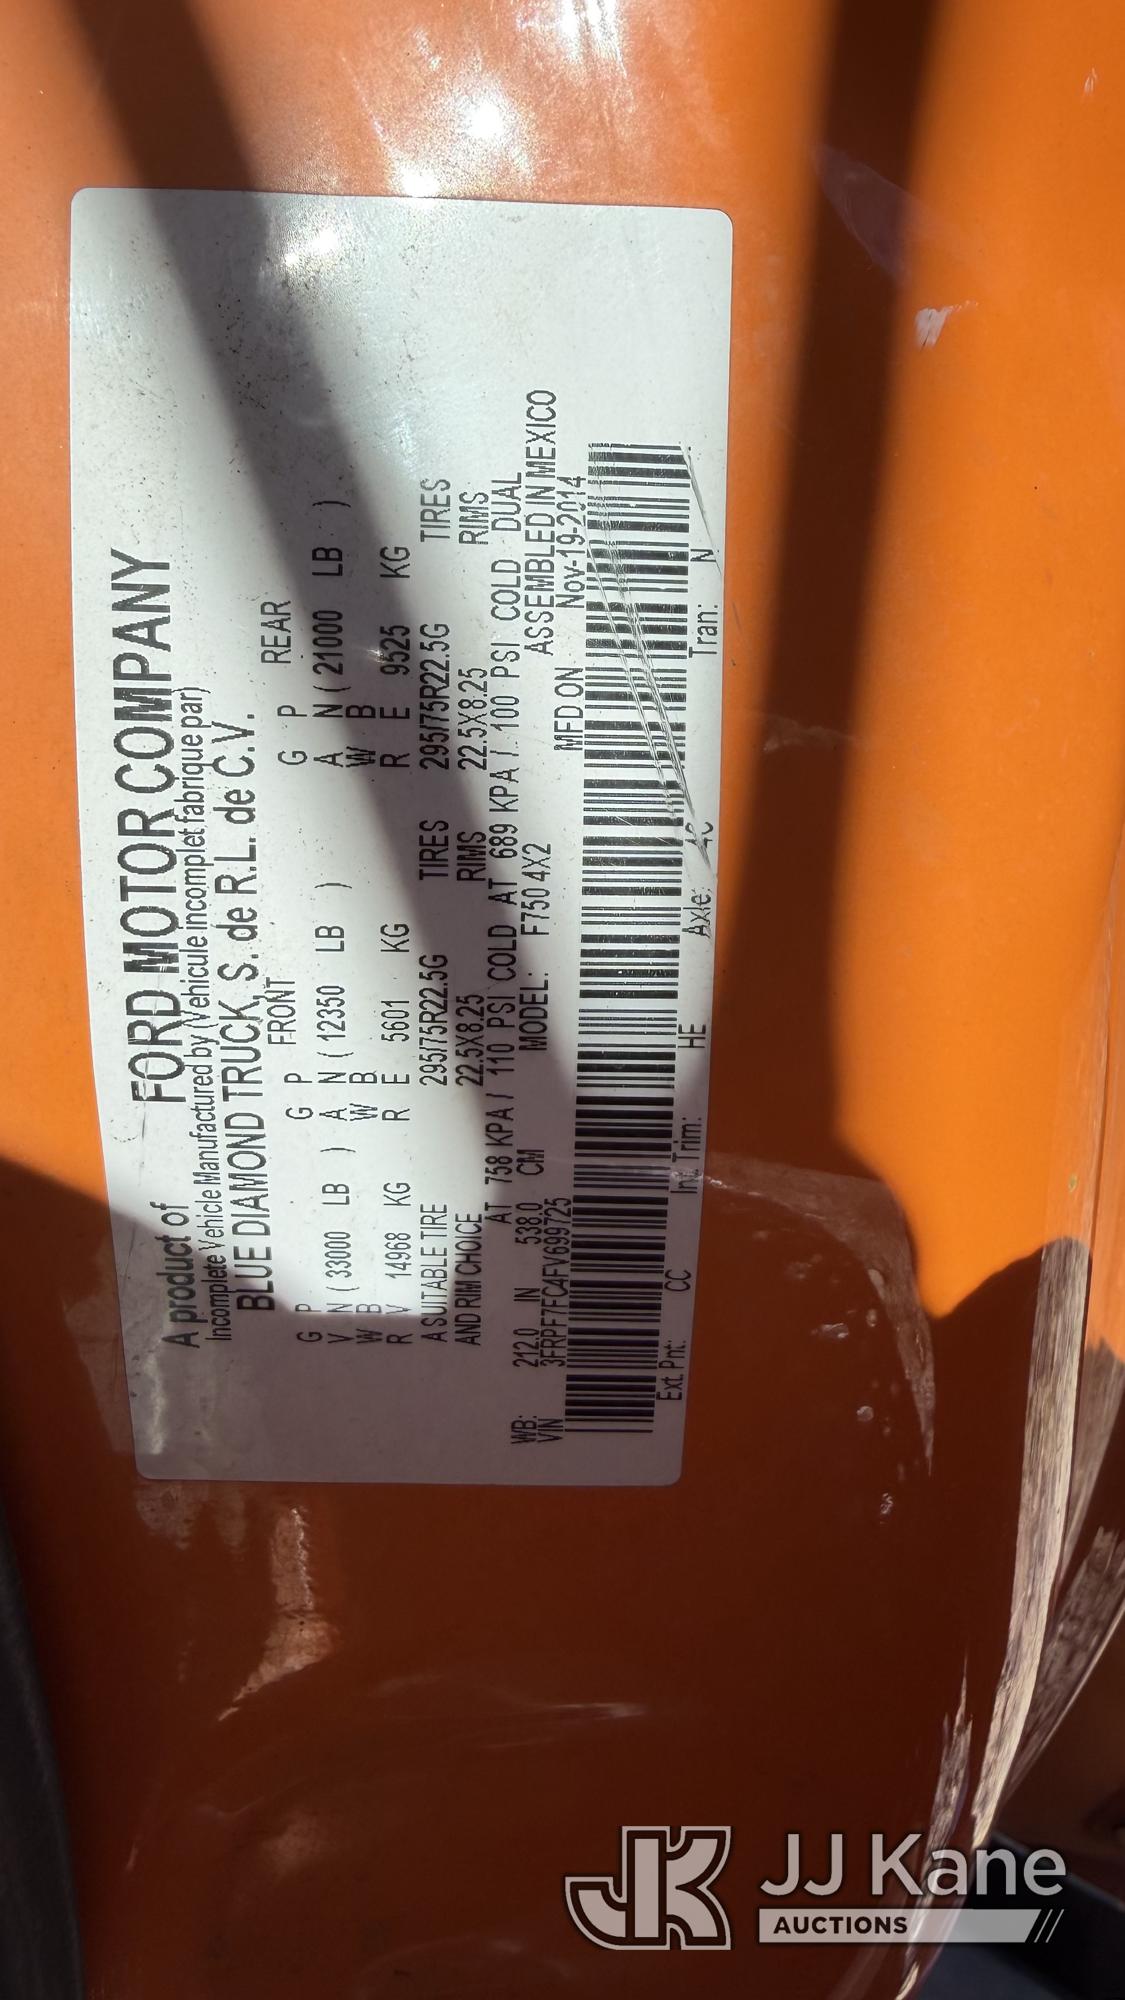 A product of FORD MOTOR COMPANY
Incomplete Vehicle Manufactured by (Vehicule incomplet fabrique par)
BLUE DIAMOND TRUCK, S. de R.L. de C.V.
FRONT REAR
G P G P G P
V N ( 33000 LB ) A N ( 12350 LB ) A N ( 21000 LB )
W B W B W B
R V 14968 KG R E 5601 KG R E 9525 KG
A SUITABLE TIRE 295/75R22.5G TIRES 295/75R22.5G TIRES
AND RIM CHOICE 22.5X8.25 RIMS 22.5X8.25 RIMS
AT 758 KPA / 110 PSI COLD AT 689 KPA / 100 PSI COLD DUAL
WB: 212.0 IN 538.0 CM MODEL: F750 4X2 ASSEMBLED IN MEXICO
VIN 3FRPF7FC4FV699725 MFD ON Nov-19-2014
Ext. Pnt: CC Int. Trim: HE Axle: Tran: N
JK JJ Kane
AUCTIONS